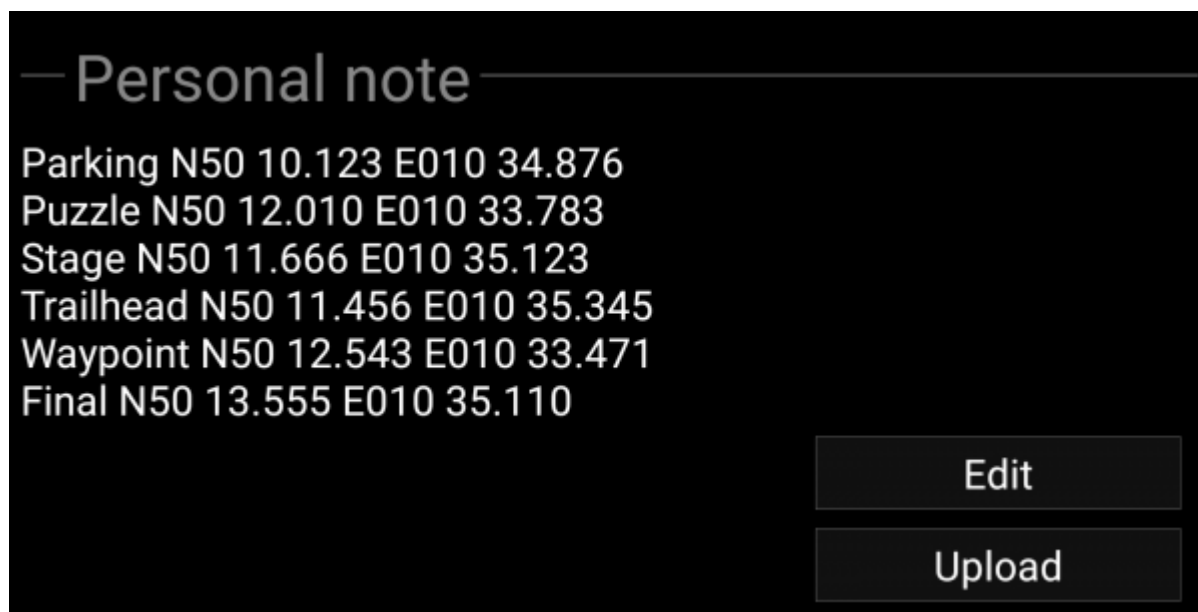 Personal note
Parking N50 10.123 E010 34.876
Puzzle N50 12.010 E010 33.783
Stage N50 11.666 E010 35.123
Trailhead N50 11.456 E010 35.345
Waypoint N50 12.543 E010 33.471
Final N50 13.555 E010 35.110
Edit
Upload